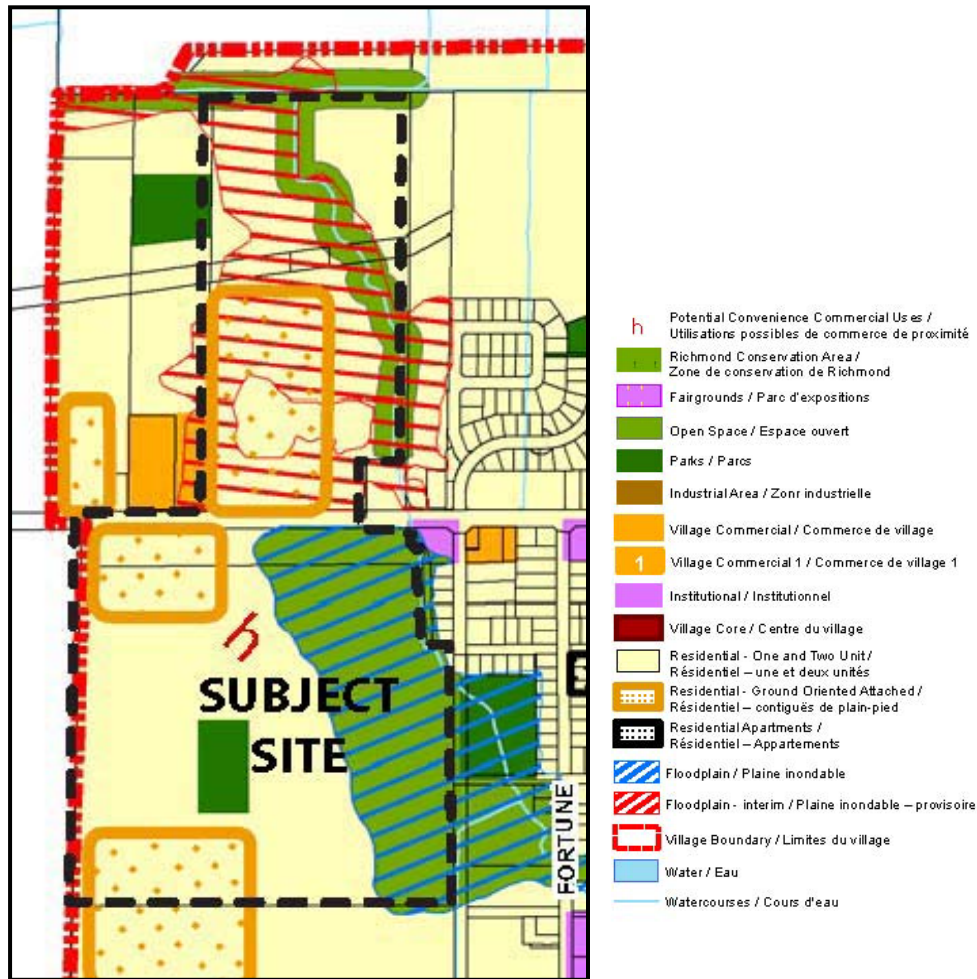 SUBJECT
SITE
FORTUNE
h
h
Potential Convenience Commercial Uses /
Utilisations possibles de commerce de proximité
Richmond Conservation Area /
Zone de conservation de Richmond
Fairgrounds / Parc d'expositions
Open Space / Espace ouvert
Parks / Parcs
Industrial Area / Zonr industrielle
Village Commercial / Commerce de village
1
Village Commercial 1 / Commerce de village 1
Institutional / Institutionnel
Village Core / Centre du village
Residential - One and Two Unit /
Résidentiel – une et deux unités
Residential - Ground Oriented Attached /
Résidentiel – contiguës de plain-pied
Residential Apartments /
Résidentiel – Appartements
Floodplain / Plaine inondable
Floodplain - interim / Plaine inondable – provisoire
Village Boundary / Limites du village
Water / Eau
Watercourses / Cours d'eau